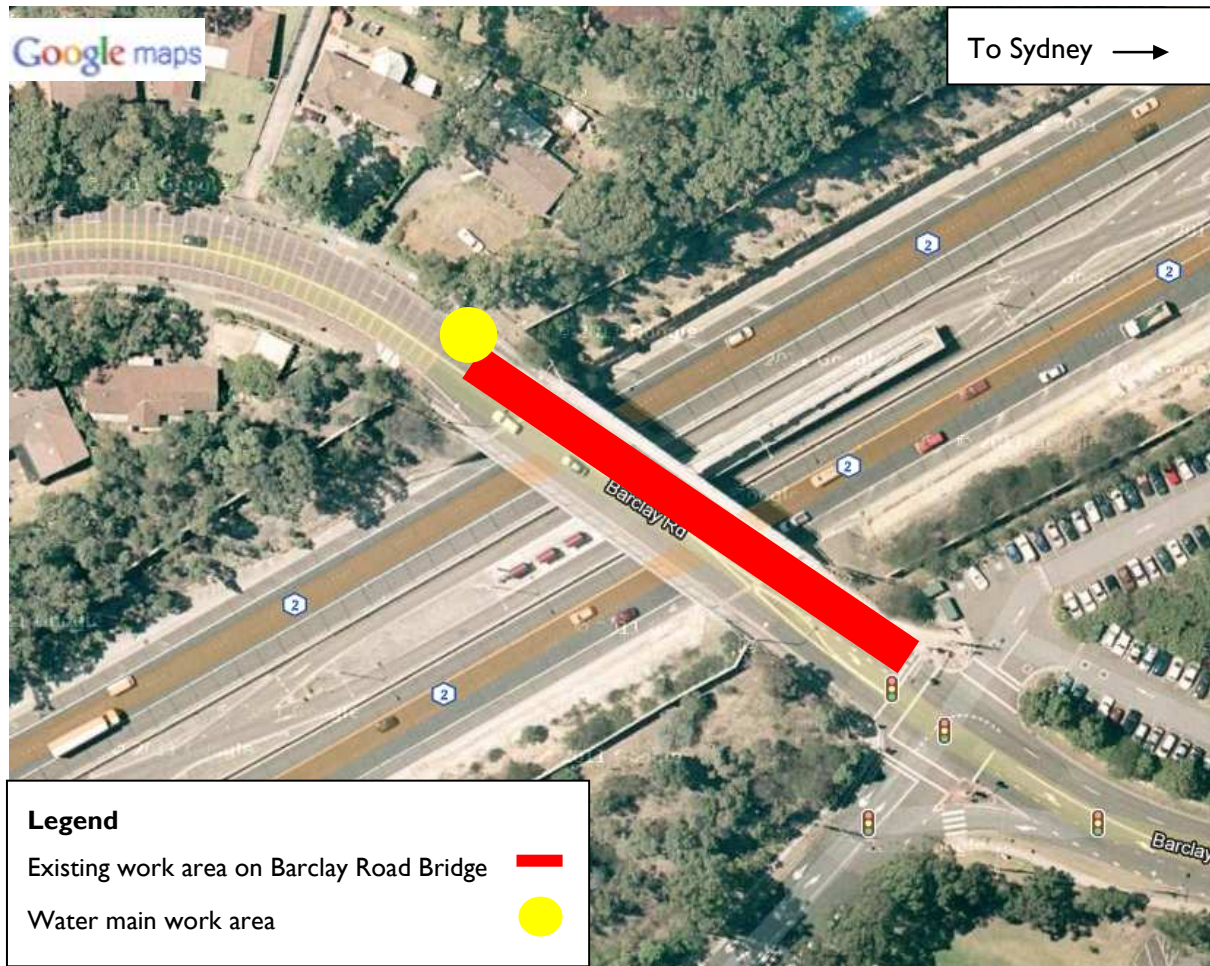 Google maps
To Sydney
2
2
2
Barclay Rd
2
2
Barclay
Legend
Existing work area on Barclay Road Bridge
Water main work area